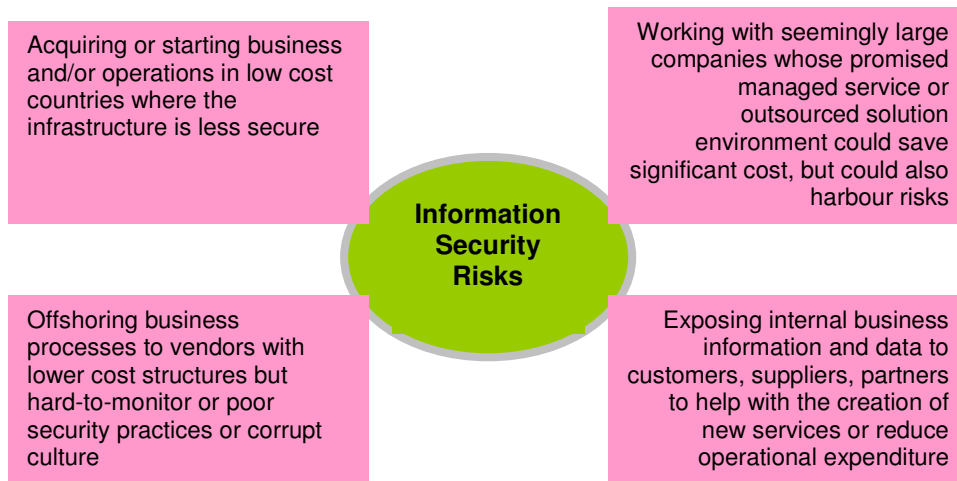 Acquiring or starting business
and/or operations in low cost
countries where the
infrastructure is less secure
Working with seemingly large
companies whose promised
managed service or
outsourced solution
environment could save
significant cost, but could also
harbour risks
Information
Security
Risks
Offshoring business
processes to vendors with
lower cost structures but
hard-to-monitor or poor
security practices or corrupt
culture
Exposing internal business
information and data to
customers, suppliers, partners
to help with the creation of
new services or reduce
operational expenditure